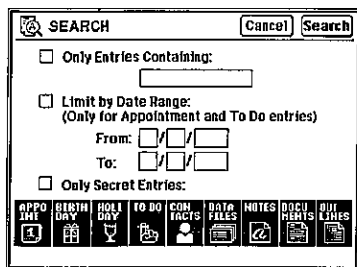 SEARCH Cancel Search
Only Entries Containing:
Limit by Date Range:
(Only for Appointment and To Do entries)
From: / /
To: / /
Only Secret Entries:
APPO INT BIRTH DAY HOLI DAY TO DO CON TACTS DATA FILES NOTES DOCU MENTS OUT LINES
1